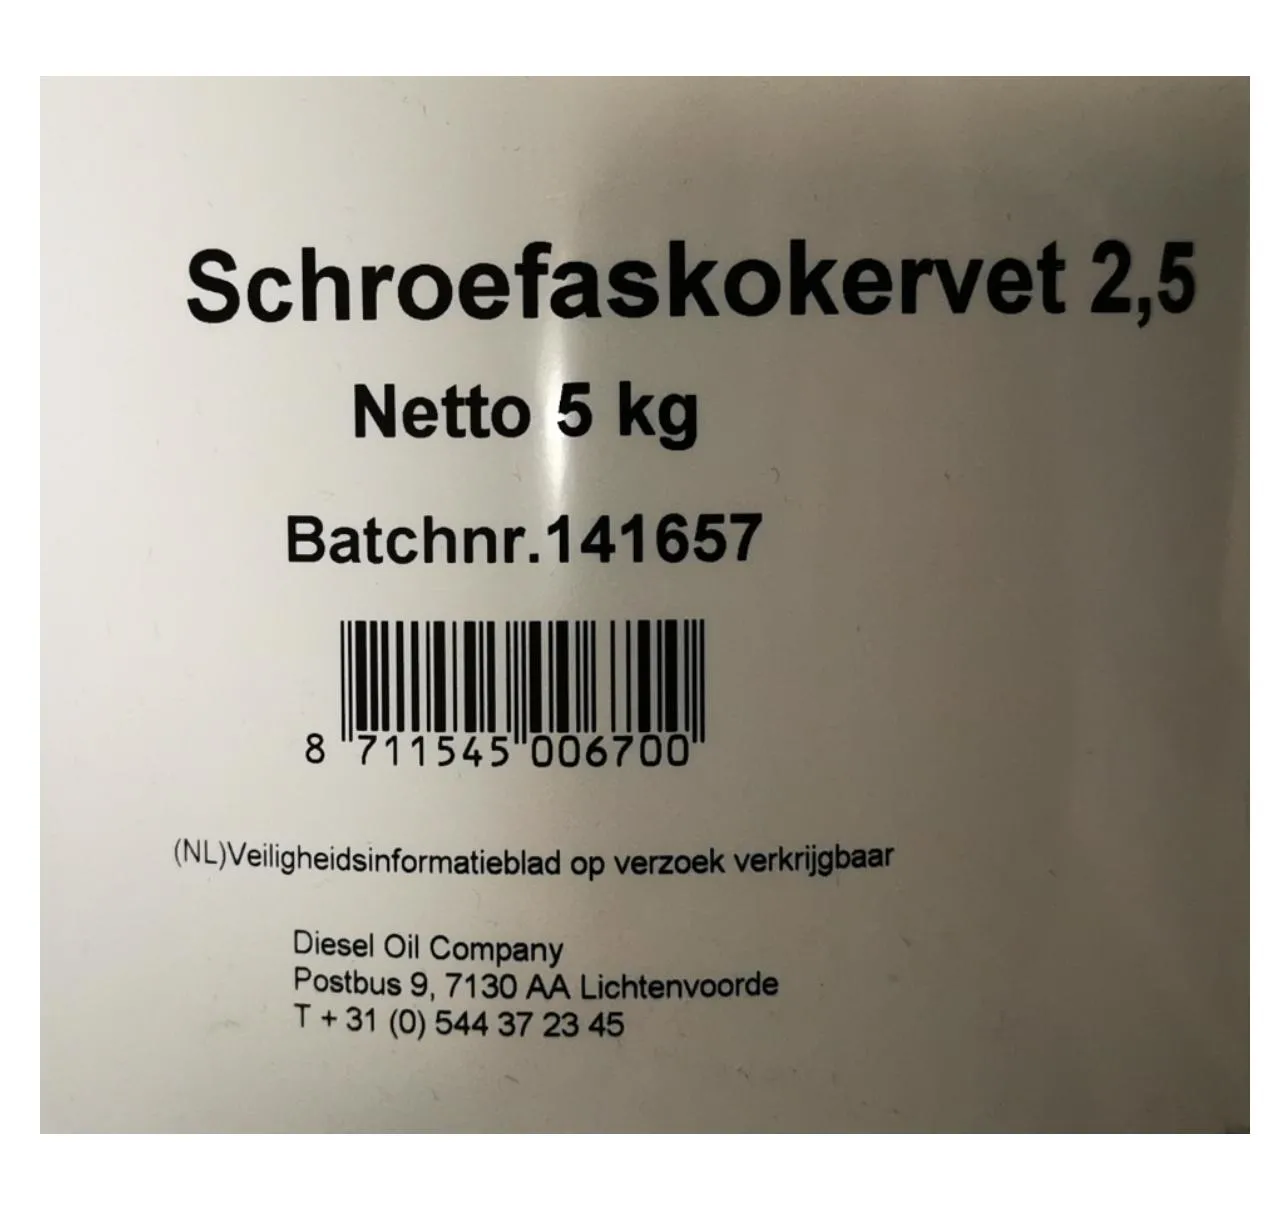 Schroefaskokervet 2,5
Netto 5 kg
Batchnr.141657
8 711545 006700
(NL)Veiligheidsinformatieblad op verzoek verkrijgbaar
Diesel Oil Company
Postbus 9, 7130 AA Lichtenvoorde
T + 31 (0) 544 37 23 45